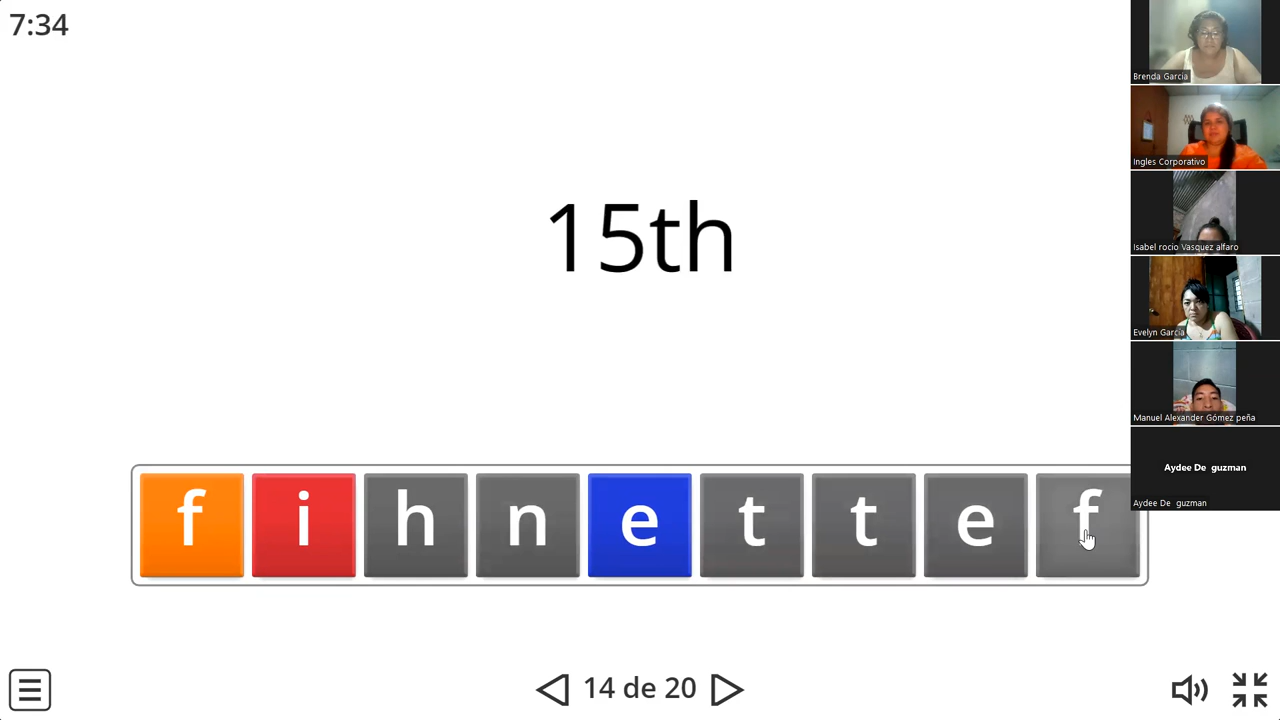 7:34
15th
f i h n e t t e f
14 de 20
Brenda Garcia
Ingles Corporativo
Isabel rocio Vasquez alfaro
Evelyn Garcia
Manuel Alexander Gómez peña
Aydee De guzman
Aydee De guzman